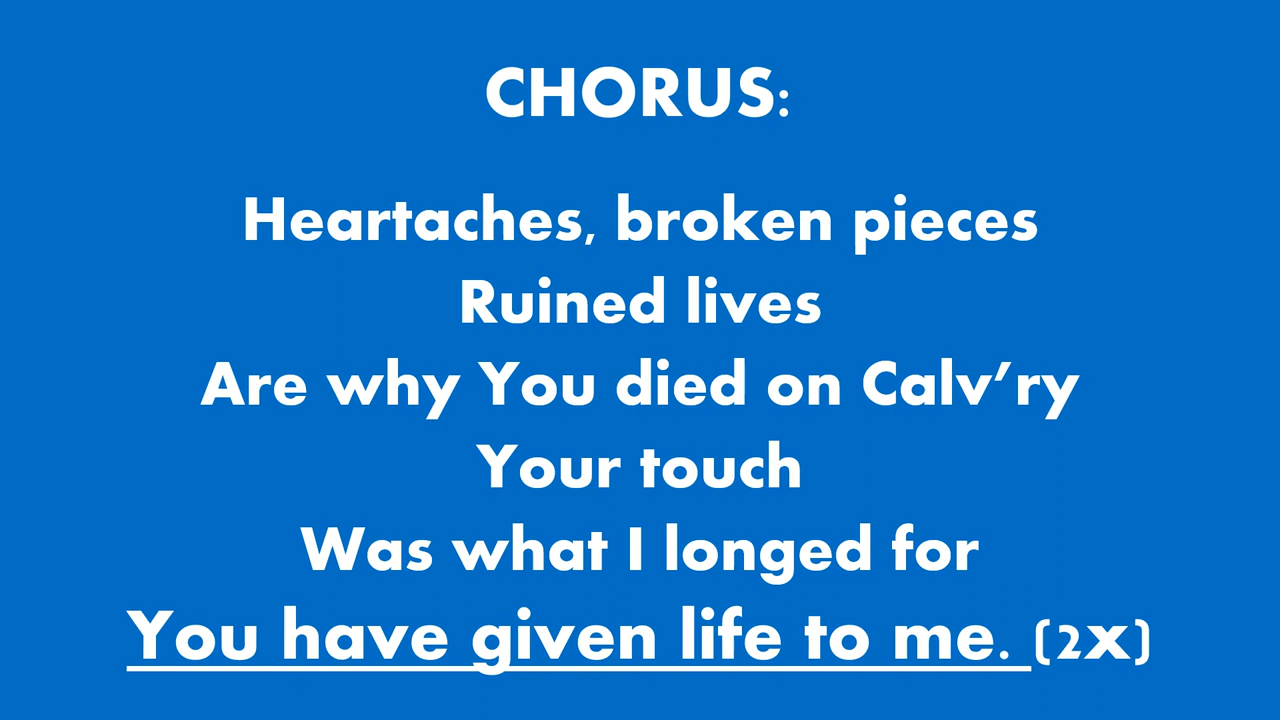 CHORUS:
Heartaches, broken pieces
Ruined lives
Are why You died on Calv’ry
Your touch
Was what I longed for
You have given life to me. (2x)